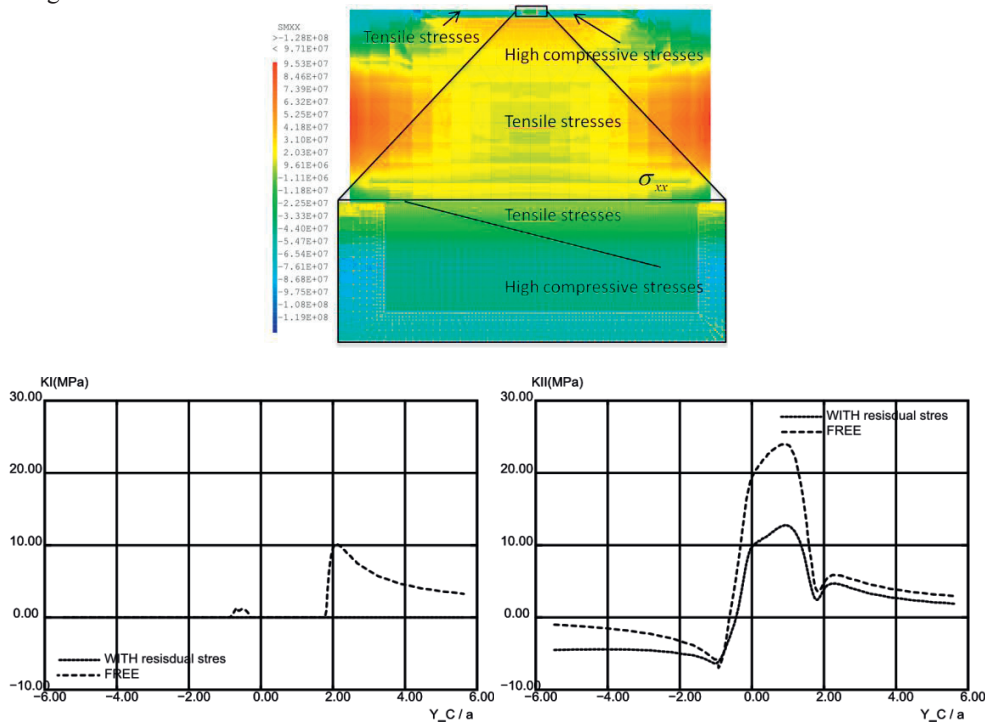 SMXX
>-1.28E+08
< 9.71E+07
9.53E+07
8.46E+07
7.39E+07
6.32E+07
5.25E+07
4.18E+07
3.10E+07
2.03E+07
9.61E+06
-1.11E+06
-1.18E+07
-2.25E+07
-3.33E+07
-4.40E+07
-5.47E+07
-6.54E+07
-7.61E+07
-8.68E+07
-9.75E+07
-1.08E+08
-1.19E+08
Tensile stresses
High compressive stresses
Tensile stresses
σxx
Tensile stresses
High compressive stresses
KI(MPa)
30.00
20.00
10.00
0.00
-10.00
WITH resisdual stres
FREE
-6.00 -4.00 -2.00 0.00 2.00 4.00 6.00
Y_C / a
KII(MPa)
30.00
WITH resisdual stres
FREE
20.00
10.00
0.00
-10.00
-6.00 -4.00 -2.00 0.00 2.00 4.00 6.00
Y_C / a